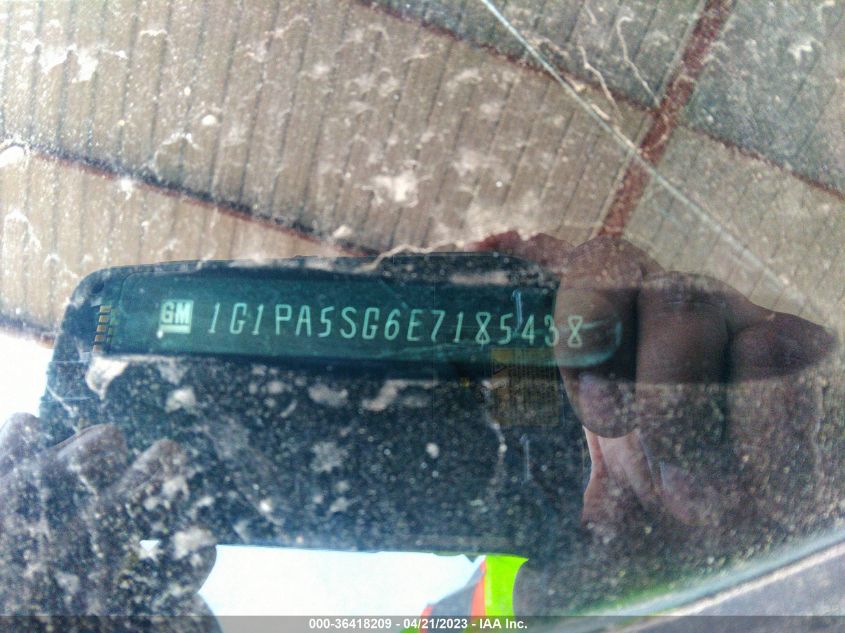 GM 1G1PA5SG6E7185438
000-36418209 - 04/21/2023 - IAA Inc.